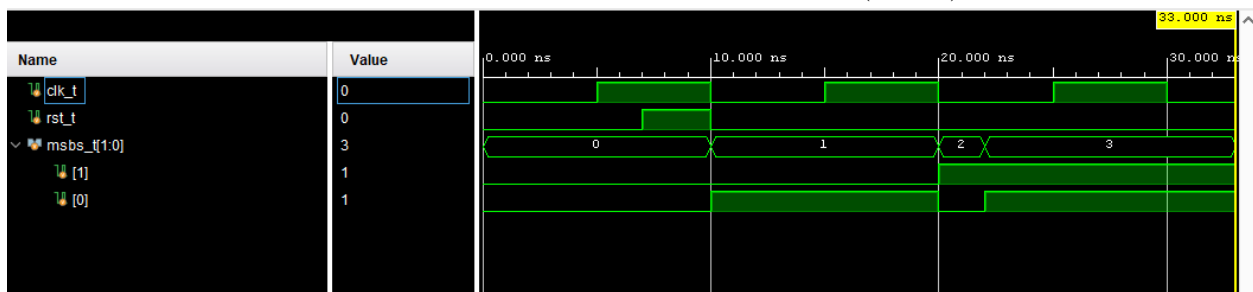 33.000 ns
Name Value 0.000 ns 10.000 ns 20.000 ns 30.000 n
clk_t 0
rst_t 0
msbs_t[1:0] 3 0 1 2 3
[1] 1
[0] 1